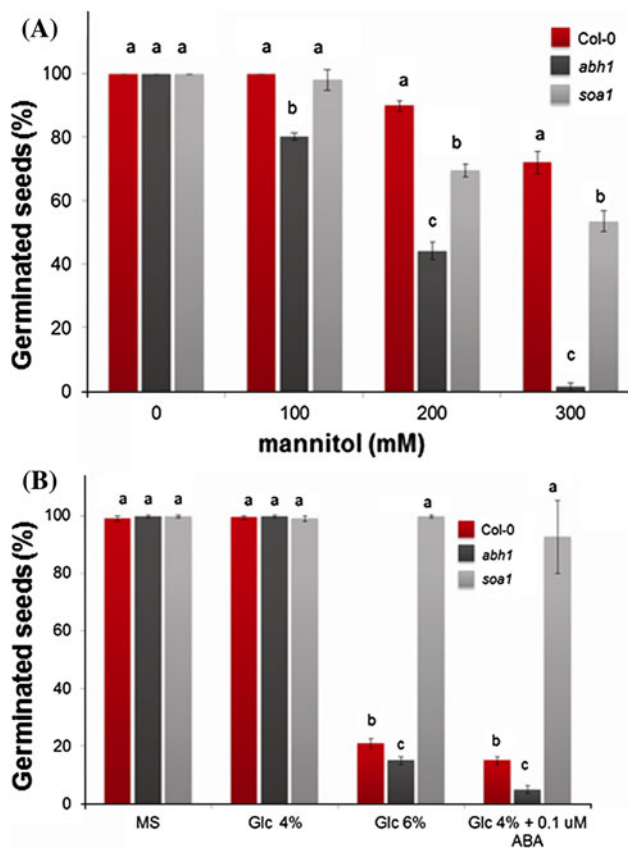 (A)
a a a
a
a
a
a
b
b
b
c
c
Col-0
abh1
soa1
Germinated seeds (%)
100
80
60
40
20
0
0 100 200 300
mannitol (mM)
(B)
a a a
a a a
a
a
b
c
b
c
Col-0
abh1
soa1
Germinated seeds (%)
100
80
60
40
20
0
MS Glc 4% Glc 6% Glc 4% + 0.1 uM
ABA